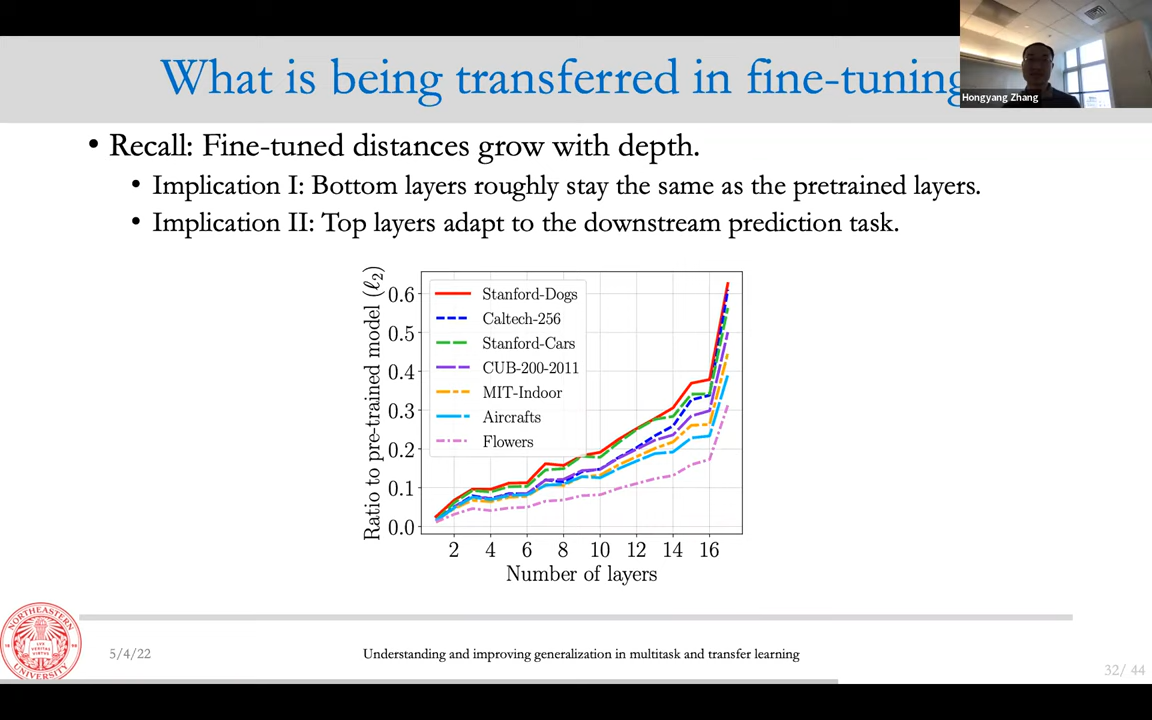 What is being transferred in fine-tuning
Hongyang Zhang
• Recall: Fine-tuned distances grow with depth.
• Implication I: Bottom layers roughly stay the same as the pretrained layers.
• Implication II: Top layers adapt to the downstream prediction task.
Ratio to pre-trained model (ℓ₂)
0.6
0.5
0.4
0.3
0.2
0.1
0.0
Stanford-Dogs
Caltech-256
Stanford-Cars
CUB-200-2011
MIT-Indoor
Aircrafts
Flowers
2 4 6 8 10 12 14 16
Number of layers
NORTHEASTERN
UNIVERSITY
5/4/22
Understanding and improving generalization in multitask and transfer learning
32/ 44